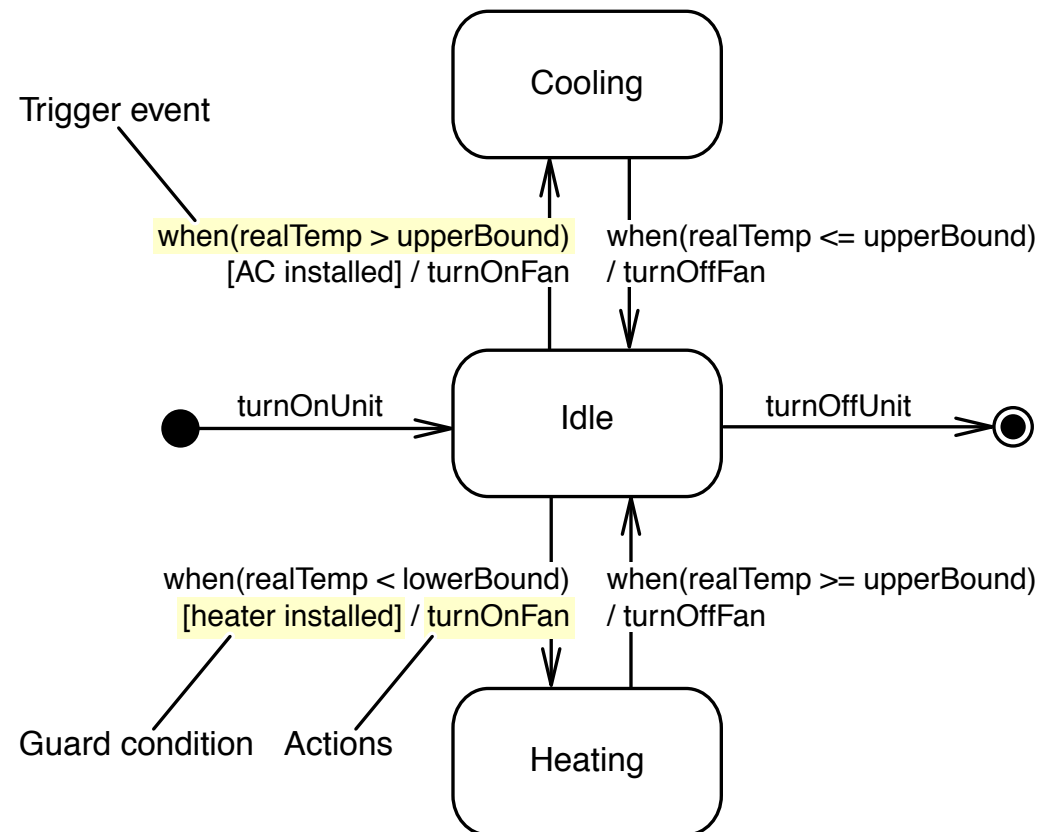 Cooling
Trigger event
when(realTemp > upperBound)
[AC installed] / turnOnFan
when(realTemp <= upperBound)
/ turnOffFan
turnOnUnit
Idle
turnOffUnit
when(realTemp < lowerBound)
[heater installed] / turnOnFan
when(realTemp >= upperBound)
/ turnOffFan
Guard condition
Actions
Heating